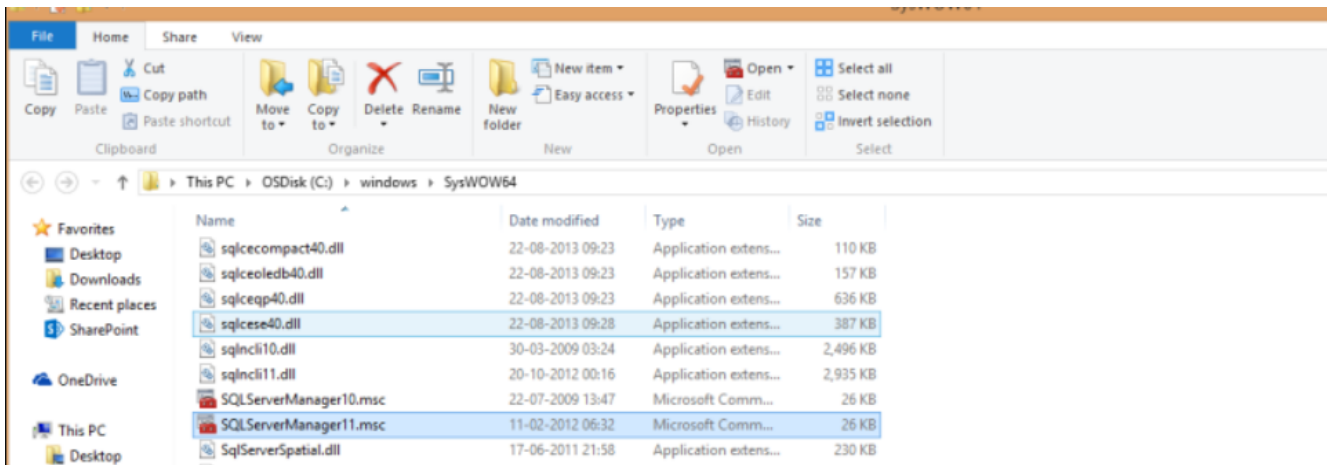 SysWOW64
File Home Share View
Copy Paste Cut Copy path Paste shortcut Move to Copy to Delete Rename New folder New item Easy access Properties Open Edit History Select all Select none Invert selection
Clipboard Organize New Open Select
This PC OSDisk (C:) windows SysWOW64
Name Date modified Type Size
Favorites
Desktop
Downloads
Recent places
SharePoint
OneDrive
This PC
Desktop
sqlcecompact40.dll 22-08-2013 09:23 Application extens... 110 KB
sqlceoledb40.dll 22-08-2013 09:23 Application extens... 157 KB
sqlceqp40.dll 22-08-2013 09:23 Application extens... 636 KB
sqlcese40.dll 22-08-2013 09:28 Application extens... 387 KB
sqlncli10.dll 30-03-2009 03:24 Application extens... 2,496 KB
sqlncli11.dll 20-10-2012 00:16 Application extens... 2,935 KB
SQLServerManager10.msc 22-07-2009 13:47 Microsoft Comm... 26 KB
SQLServerManager11.msc 11-02-2012 06:32 Microsoft Comm... 26 KB
SqlServerSpatial.dll 17-06-2011 21:58 Application extens... 230 KB